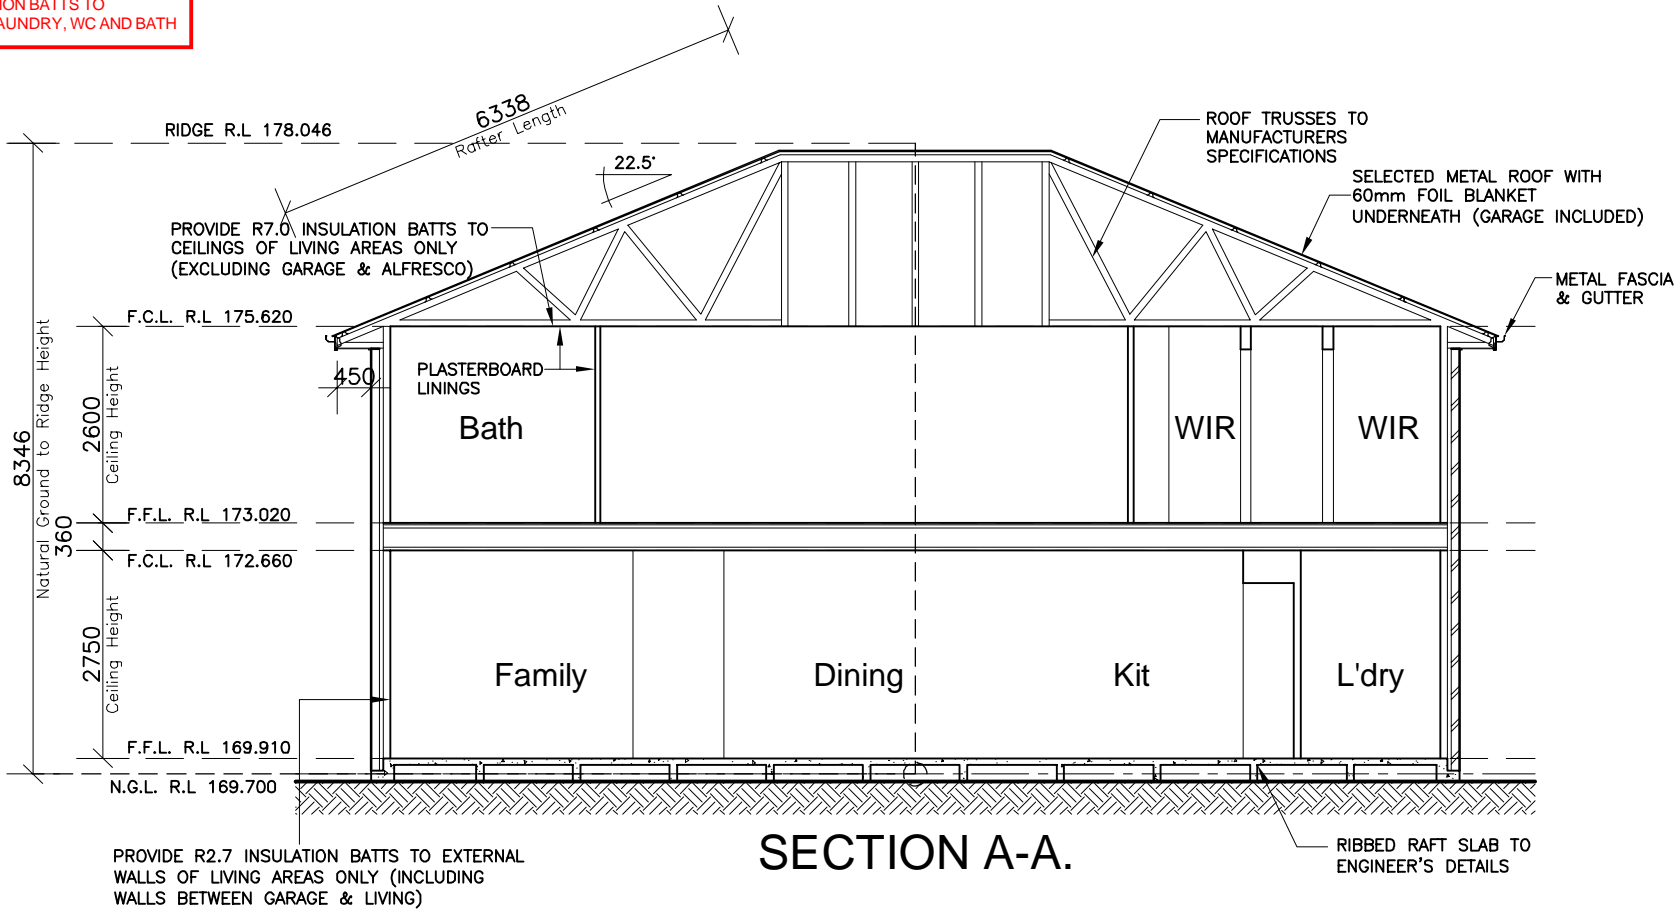 ION BATTS TO
AUNDRY, WC AND BATH
6338
Rafter Length
RIDGE R.L 178.046
22.5°
ROOF TRUSSES TO
MANUFACTURERS
SPECIFICATIONS
SELECTED METAL ROOF WITH
60mm FOIL BLANKET
UNDERNEATH (GARAGE INCLUDED)
PROVIDE R7.0 INSULATION BATTS TO
CEILINGS OF LIVING AREAS ONLY
(EXCLUDING GARAGE & ALFRESCO)
METAL FASCIA
& GUTTER
F.C.L. R.L 175.620
450
PLASTERBOARD
LININGS
8346
Natural Ground to Ridge Height
2600
Ceiling Height
Bath
WIR
WIR
F.F.L. R.L 173.020
360
F.C.L. R.L 172.660
2750
Ceiling Height
Family
Dining
Kit
L'dry
F.F.L. R.L 169.910
N.G.L. R.L 169.700
PROVIDE R2.7 INSULATION BATTS TO EXTERNAL
WALLS OF LIVING AREAS ONLY (INCLUDING
WALLS BETWEEN GARAGE & LIVING)
SECTION A-A.
RIBBED RAFT SLAB TO
ENGINEER'S DETAILS